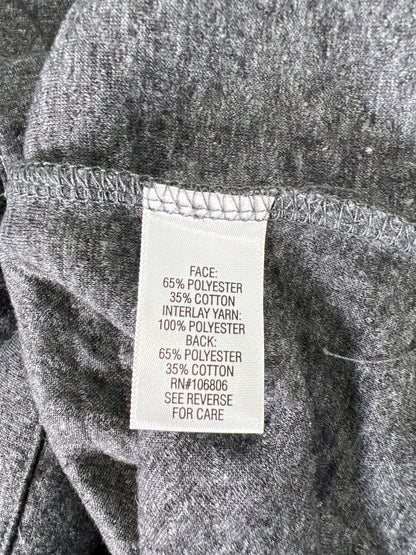 FACE:
65% POLYESTER
35% COTTON
INTERLAY YARN:
100% POLYESTER
BACK:
65% POLYESTER
35% COTTON
RN#106806
SEE REVERSE
FOR CARE